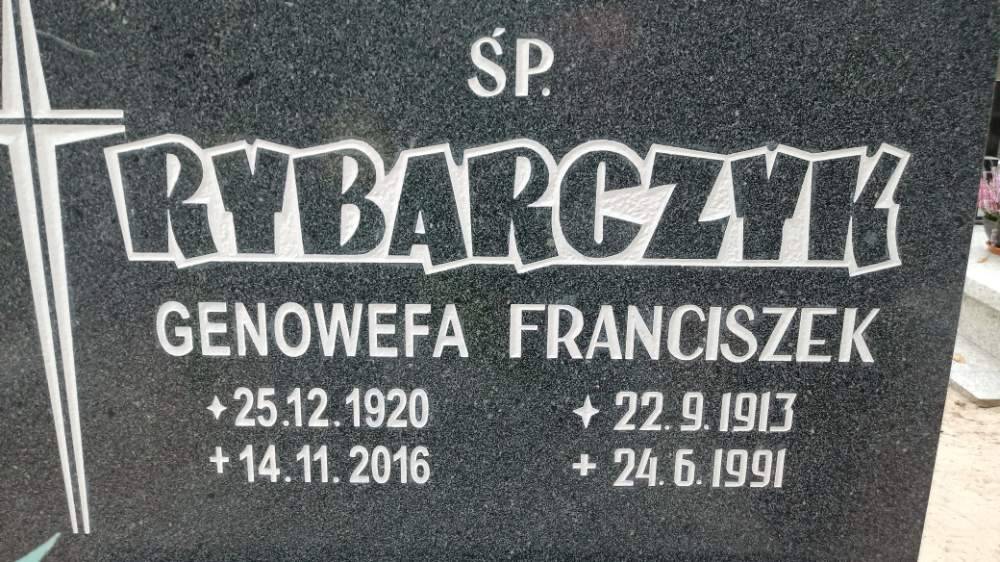 ŚP.
RYBARCZYK
GENOWEFA FRANCISZEK
✦ 25.12.1920 ✦ 22.9.1913
+ 14.11.2016 + 24.6.1991